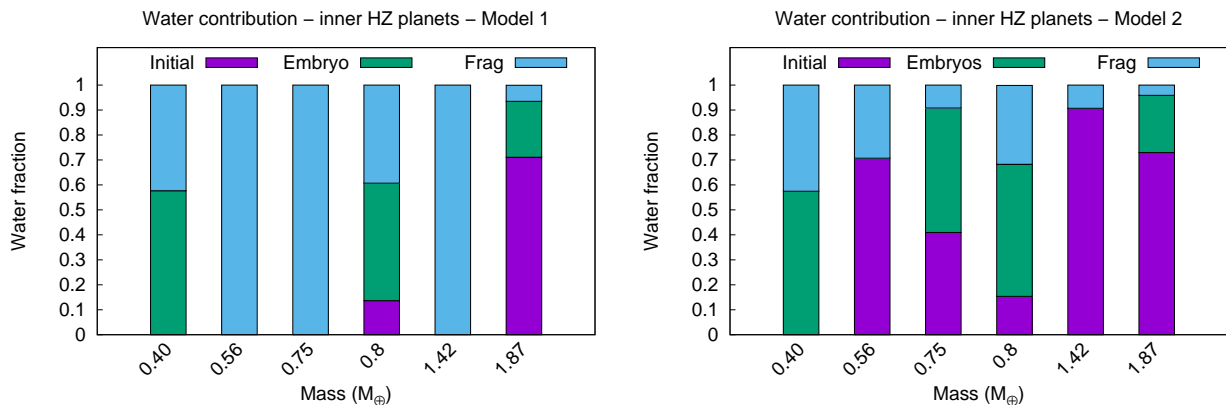 Water contribution – inner HZ planets – Model 1
Initial Embryo Frag
1
0.9
0.8
0.7
0.6
0.5
0.4
0.3
0.2
0.1
0
Water fraction
0.40 0.56 0.75 0.8 1.42 1.87
Mass (M⊕)
Water contribution – inner HZ planets – Model 2
Initial Embryos Frag
1
0.9
0.8
0.7
0.6
0.5
0.4
0.3
0.2
0.1
0
Water fraction
0.40 0.56 0.75 0.8 1.42 1.87
Mass (M⊕)